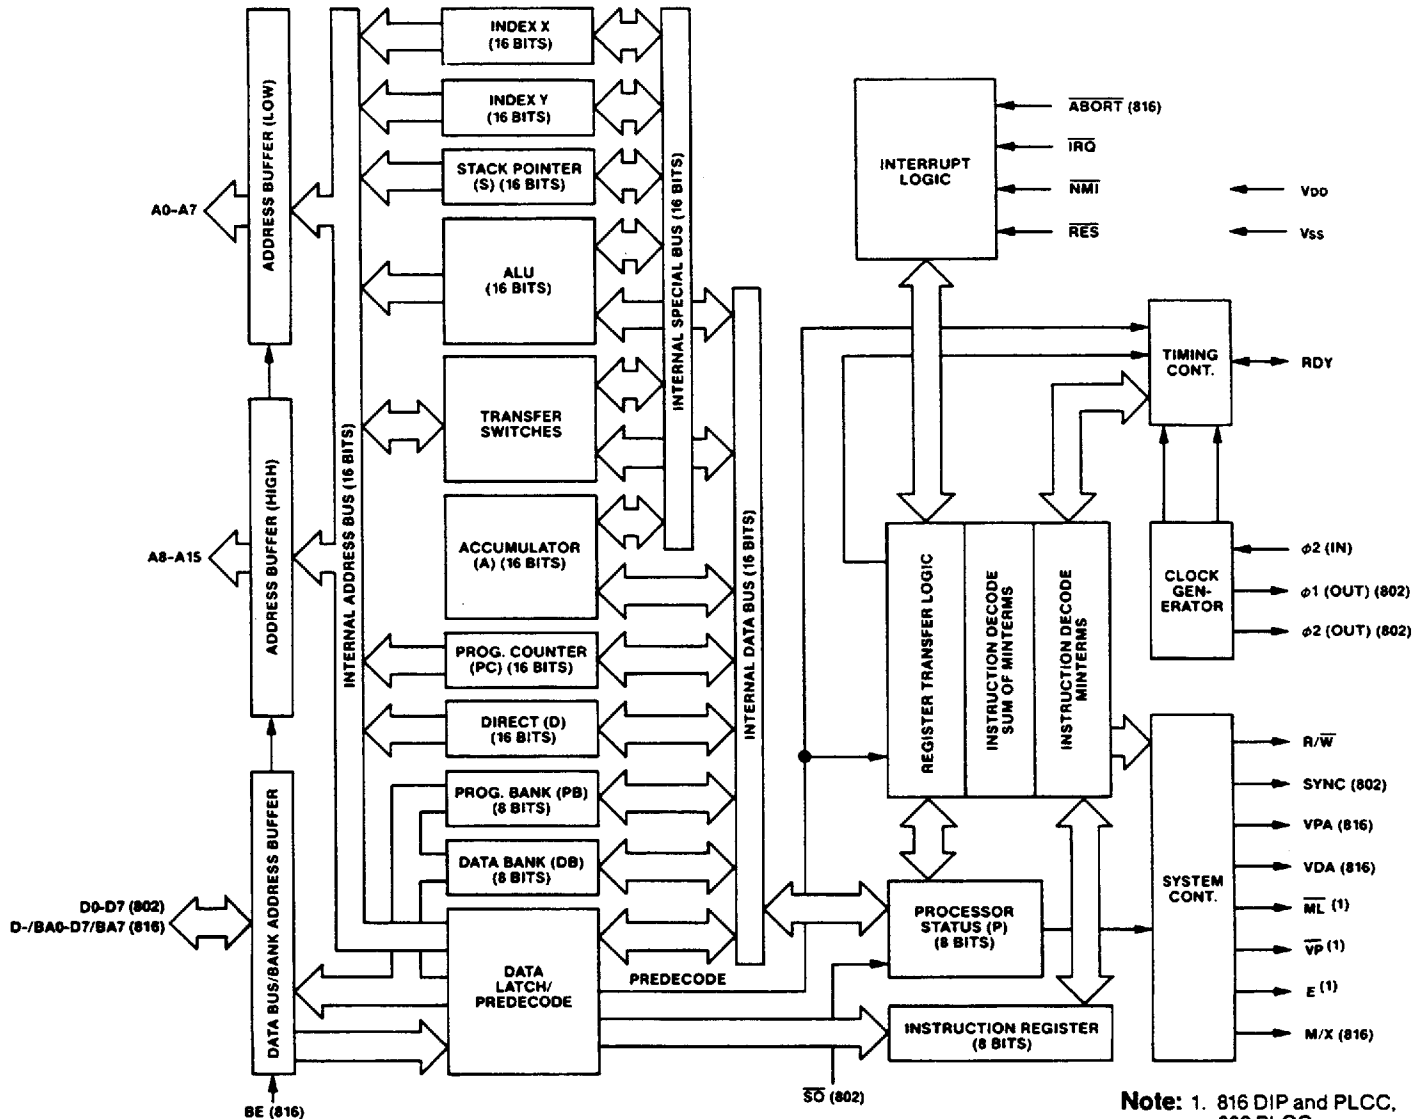 INDEX X
(16 BITS)
INDEX Y
(16 BITS)
STACK POINTER
(S) (16 BITS)
ALU
(16 BITS)
TRANSFER
SWITCHES
ACCUMULATOR
(A) (16 BITS)
PROG. COUNTER
(PC) (16 BITS)
DIRECT (D)
(16 BITS)
PROG. BANK (PB)
(8 BITS)
DATA BANK (DB)
(8 BITS)
DATA
LATCH/
PREDECODE
PREDECODE
ADDRESS BUFFER (LOW)
A0-A7
ADDRESS BUFFER (HIGH)
A8-A15
DATA BUS/BANK ADDRESS BUFFER
D0-D7 (802)
D-/BA0-D7/BA7 (816)
BE (816)
INTERNAL ADDRESS BUS (16 BITS)
INTERNAL SPECIAL BUS (16 BITS)
INTERNAL DATA BUS (16 BITS)
INTERRUPT
LOGIC
ABORT (816)
IRQ
NMI
RES
VDD
VSS
TIMING
CONT.
RDY
CLOCK
GEN-
ERATOR
φ2 (IN)
φ1 (OUT) (802)
φ2 (OUT) (802)
REGISTER TRANSFER LOGIC
INSTRUCTION DECODE
SUM OF MINTERMS
INSTRUCTION DECODE
MINTERMS
SYSTEM
CONT.
R/W
SYNC (802)
VPA (816)
VDA (816)
ML (1)
VP (1)
E (1)
M/X (816)
PROCESSOR
STATUS (P)
(8 BITS)
INSTRUCTION REGISTER
(8 BITS)
SO (802)
Note: 1. 816 DIP and PLCC,